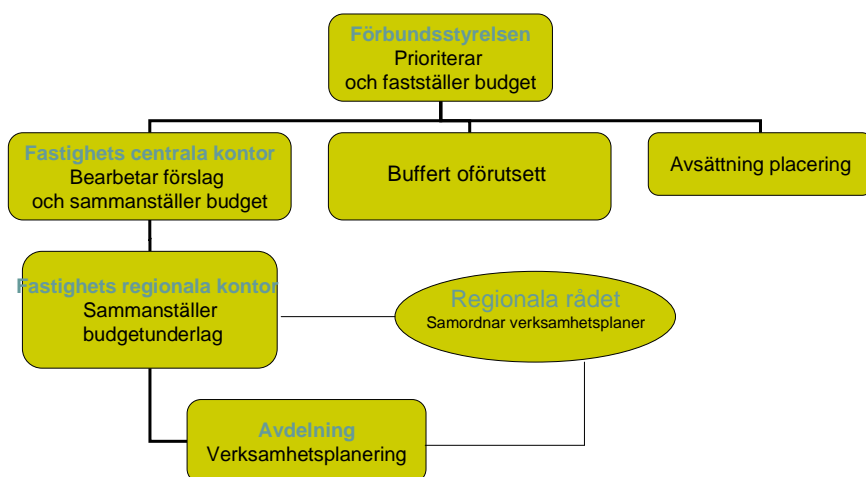 Förbundsstyrelsen
Prioriterar
och fastställer budget
Fastighets centrala kontor
Bearbetar förslag
och sammanställer budget
Buffert oförutsett
Avsättning placering
Fastighets regionala kontor
Sammanställer
budgetunderlag
Regionala rådet
Samordnar verksamhetsplaner
Avdelning
Verksamhetsplanering